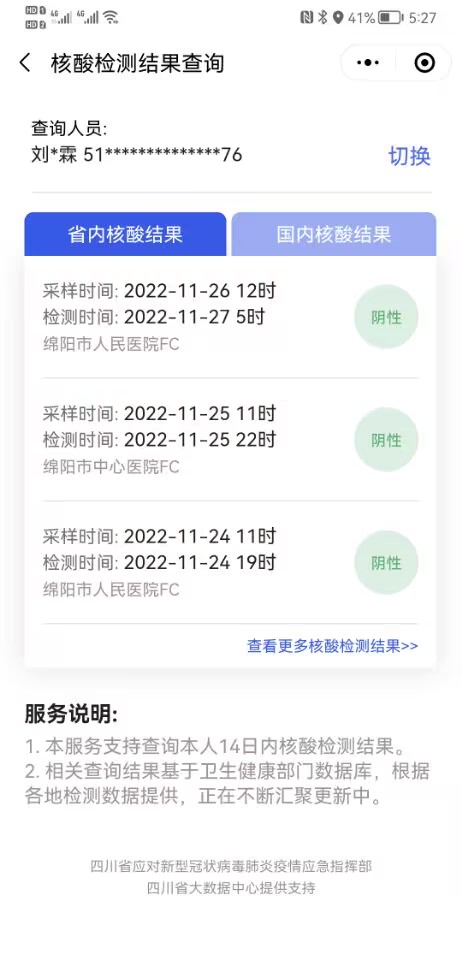 HD 1 4G 4G 41% 5:27
HD 2
核酸检测结果查询
查询人员:
刘*霖 51**************76
切换
省内核酸结果 国内核酸结果
采样时间: 2022-11-26 12时
检测时间: 2022-11-27 5时
绵阳市人民医院FC
阴性
采样时间: 2022-11-25 11时
检测时间: 2022-11-25 22时
绵阳市中心医院FC
阴性
采样时间: 2022-11-24 11时
检测时间: 2022-11-24 19时
绵阳市人民医院FC
阴性
查看更多核酸检测结果>>
服务说明:
1. 本服务支持查询本人14日内核酸检测结果。
2. 相关查询结果基于卫生健康部门数据库，根据
各地检测数据提供，正在不断汇聚更新中。
四川省应对新型冠状病毒肺炎疫情应急指挥部
四川省大数据中心提供支持